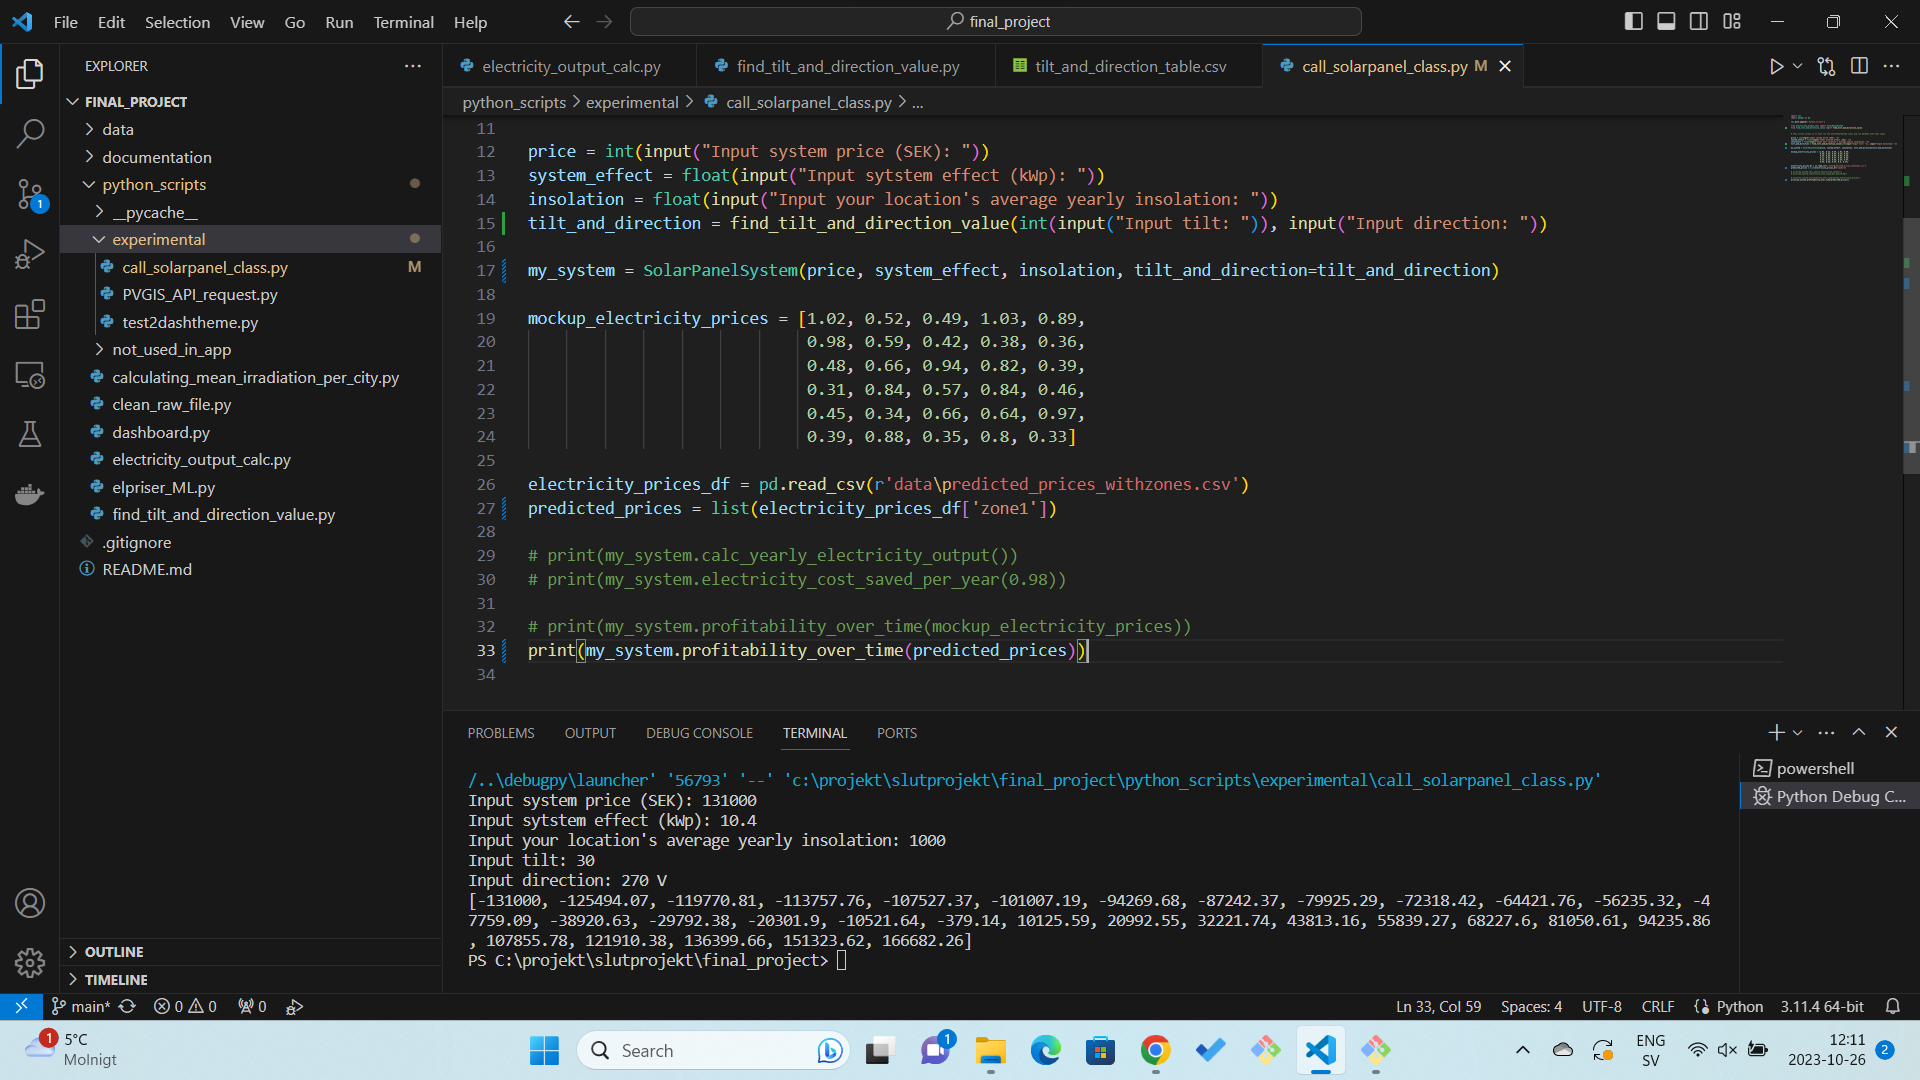 File Edit Selection View Go Run Terminal Help
final_project
EXPLORER
FINAL_PROJECT
data
documentation
python_scripts
__pycache__
experimental
call_solarpanel_class.py M
PVGIS_API_request.py
test2dashtheme.py
not_used_in_app
calculating_mean_irradiation_per_city.py
clean_raw_file.py
dashboard.py
electricity_output_calc.py
elpriser_ML.py
find_tilt_and_direction_value.py
.gitignore
README.md
OUTLINE
TIMELINE
1
electricity_output_calc.py find_tilt_and_direction_value.py tilt_and_direction_table.csv call_solarpanel_class.py M
python_scripts > experimental > call_solarpanel_class.py > ...
11
12 price = int(input("Input system price (SEK): "))
13 system_effect = float(input("Input sytstem effect (kWp): "))
14 insolation = float(input("Input your location's average yearly insolation: "))
15 tilt_and_direction = find_tilt_and_direction_value(int(input("Input tilt: ")), input("Input direction: "))
16
17 my_system = SolarPanelSystem(price, system_effect, insolation, tilt_and_direction=tilt_and_direction)
18
19 mockup_electricity_prices = [1.02, 0.52, 0.49, 1.03, 0.89,
20 0.98, 0.59, 0.42, 0.38, 0.36,
21 0.48, 0.66, 0.94, 0.82, 0.39,
22 0.31, 0.84, 0.57, 0.84, 0.46,
23 0.45, 0.34, 0.66, 0.64, 0.97,
24 0.39, 0.88, 0.35, 0.8, 0.33]
25
26 electricity_prices_df = pd.read_csv(r'data\predicted_prices_withzones.csv')
27 predicted_prices = list(electricity_prices_df['zone1'])
28
29 # print(my_system.calc_yearly_electricity_output())
30 # print(my_system.electricity_cost_saved_per_year(0.98))
31
32 # print(my_system.profitability_over_time(mockup_electricity_prices))
33 print(my_system.profitability_over_time(predicted_prices))
34
PROBLEMS OUTPUT DEBUG CONSOLE TERMINAL PORTS
/..\debugpy\launcher' '56793' '--' 'c:\projekt\slutprojekt\final_project\python_scripts\experimental\call_solarpanel_class.py'
Input system price (SEK): 131000
Input sytstem effect (kWp): 10.4
Input your location's average yearly insolation: 1000
Input tilt: 30
Input direction: 270 V
[-131000, -125494.07, -119770.81, -113757.76, -107527.37, -101007.19, -94269.68, -87242.37, -79925.29, -72318.42, -64421.76, -56235.32, -4
7759.09, -38920.63, -29792.38, -20301.9, -10521.64, -379.14, 10125.59, 20992.55, 32221.74, 43813.16, 55839.27, 68227.6, 81050.61, 94235.86
, 107855.78, 121910.38, 136399.66, 151323.62, 166682.26]
PS C:\projekt\slutprojekt\final_project>
powershell
Python Debug C...
main* 0 0 0
Ln 33, Col 59 Spaces: 4 UTF-8 CRLF Python 3.11.4 64-bit
1
5°C
Molnigt
Search
1
ENG
SV
12:11
2023-10-26
2